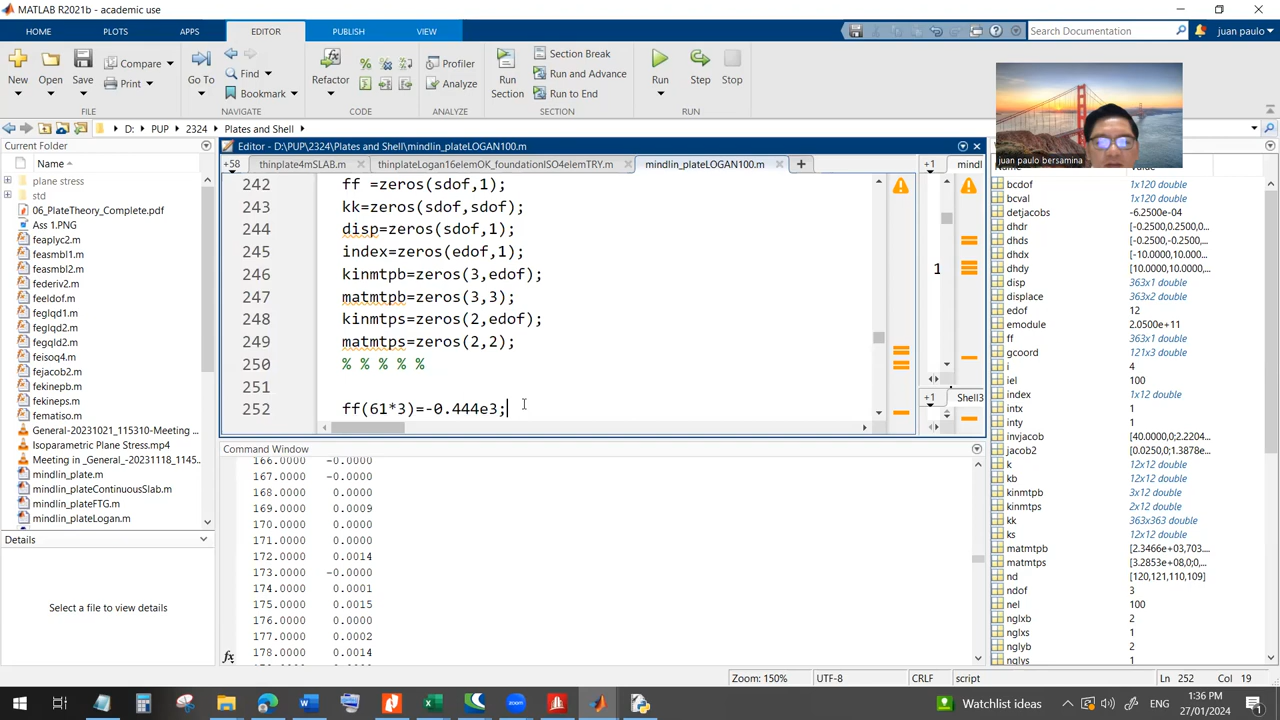 MATLAB R2021b - academic use
HOME PLOTS APPS EDITOR PUBLISH VIEW
Search Documentation
juan paulo
New Open Save Compare Print
Go To Find Bookmark
Refactor
Profiler
Analyze
Run Section
Section Break
Run and Advance
Run to End
Run Step Stop
FILE NAVIGATE CODE ANALYZE SECTION RUN
D: PUP 2324 Plates and Shell
juan paulo bersamina
Current Folder
Name
plane stress
std
06_PlateTheory_Complete.pdf
Ass 1.PNG
feaplyc2.m
feasmbl1.m
feasmbl2.m
federiv2.m
feeldof.m
feglqd1.m
feglqd2.m
fegqld2.m
feisoq4.m
fejacob2.m
fekinepb.m
fekineps.m
fematiso.m
General-20231021_115310-Meeting ...
Isoparametric Plane Stress.mp4
Meeting in _General_-20231118_1145...
mindlin_plate.m
mindlin_plateContinuousSlab.m
mindlin_plateFTG.m
mindlin_plateLogan.m
Details
Select a file to view details
Editor - D:\PUP\2324\Plates and Shell\mindlin_plateLOGAN100.m
+58 thinplate4mSLAB.m thinplateLogan16elemOK_foundationISO4elemTRY.m mindlin_plateLOGAN100.m
242 ff =zeros(sdof,1);
243 kk=zeros(sdof,sdof);
244 disp=zeros(sdof,1);
245 index=zeros(edof,1);
246 kinmtpb=zeros(3,edof);
247 matmtpb=zeros(3,3);
248 kinmtps=zeros(2,edof);
249 matmtps=zeros(2,2);
250 % % % % %
251
252 ff(61*3)=-0.444e3;
+1 mindl
1
+1 Shell3
Command Window
166.0000 -0.0000
167.0000 -0.0000
168.0000 0.0000
169.0000 0.0009
170.0000 0.0000
171.0000 0.0000
172.0000 0.0014
173.0000 -0.0000
174.0000 0.0001
175.0000 0.0015
176.0000 0.0000
177.0000 0.0002
178.0000 0.0014
fx
bcdof 1x120 double
bcval 1x120 double
detjacobs -6.2500e-04
dhdr [-0.2500,0.2500,0...
dhds [-0.2500,-0.2500,...
dhdx [-10.0000,10.000...
dhdy [10.0000,10.0000,...
disp 363x1 double
displace 363x2 double
edof 12
emodule 2.0500e+11
ff 363x1 double
gcoord 121x3 double
i 4
iel 100
index 1x12 double
intx 1
inty 1
invjacob [40.0000,0;2.2204...
jacob2 [0.0250,0;1.3878e...
k 12x12 double
kb 12x12 double
kinmtpb 3x12 double
kinmtps 2x12 double
kk 363x363 double
ks 12x12 double
matmtpb [2.3466e+03,703....
matmtps [3.2853e+08,0;0,...
nd [120,121,110,109]
ndof 3
nel 100
nglxb 2
nglxs 1
nglyb 2
nglys 1
Zoom: 150% UTF-8 CRLF script Ln 252 Col 19
Watchlist ideas
ENG
1:36 PM
27/01/2024